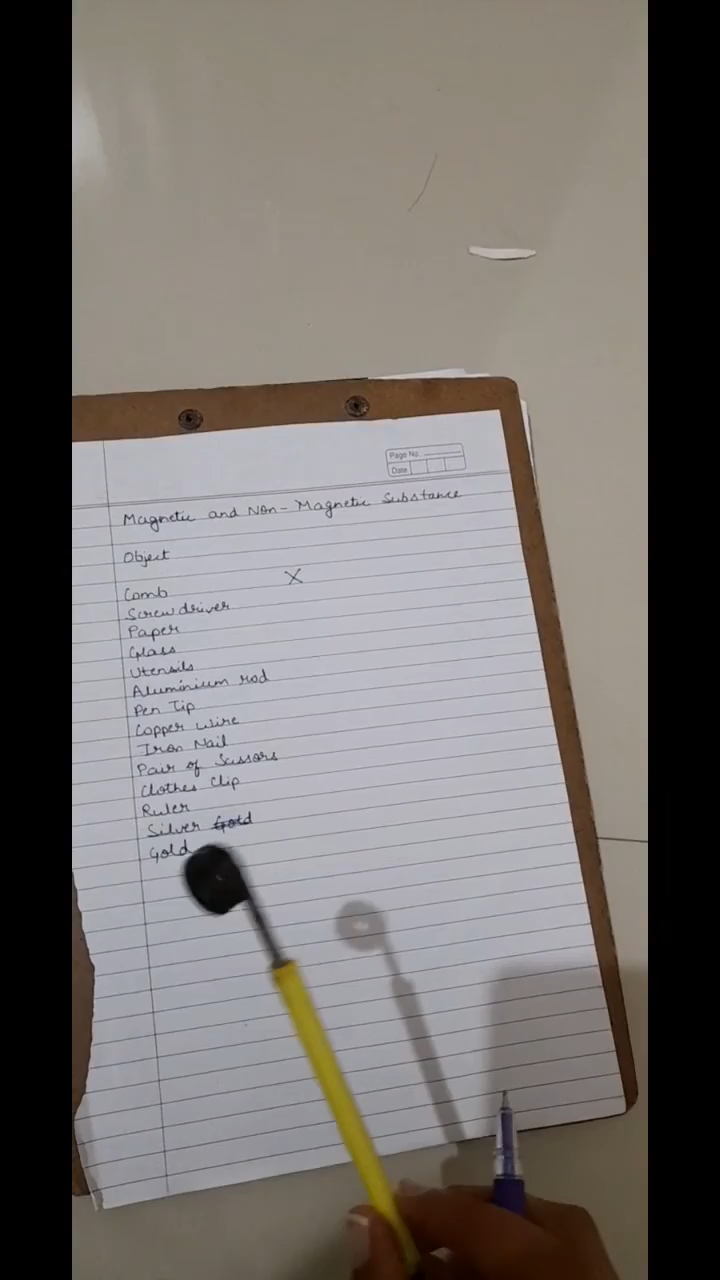 Page No.
Date
Magnetic and Non-Magnetic Substance
Object
Comb X
Screwdriver
Paper
Glass
Utensils
Aluminium rod
Pen Tip
Copper wire
Iron Nail
Pair of Scissors
Clothes Clip
Ruler
Silver Gold
Gold